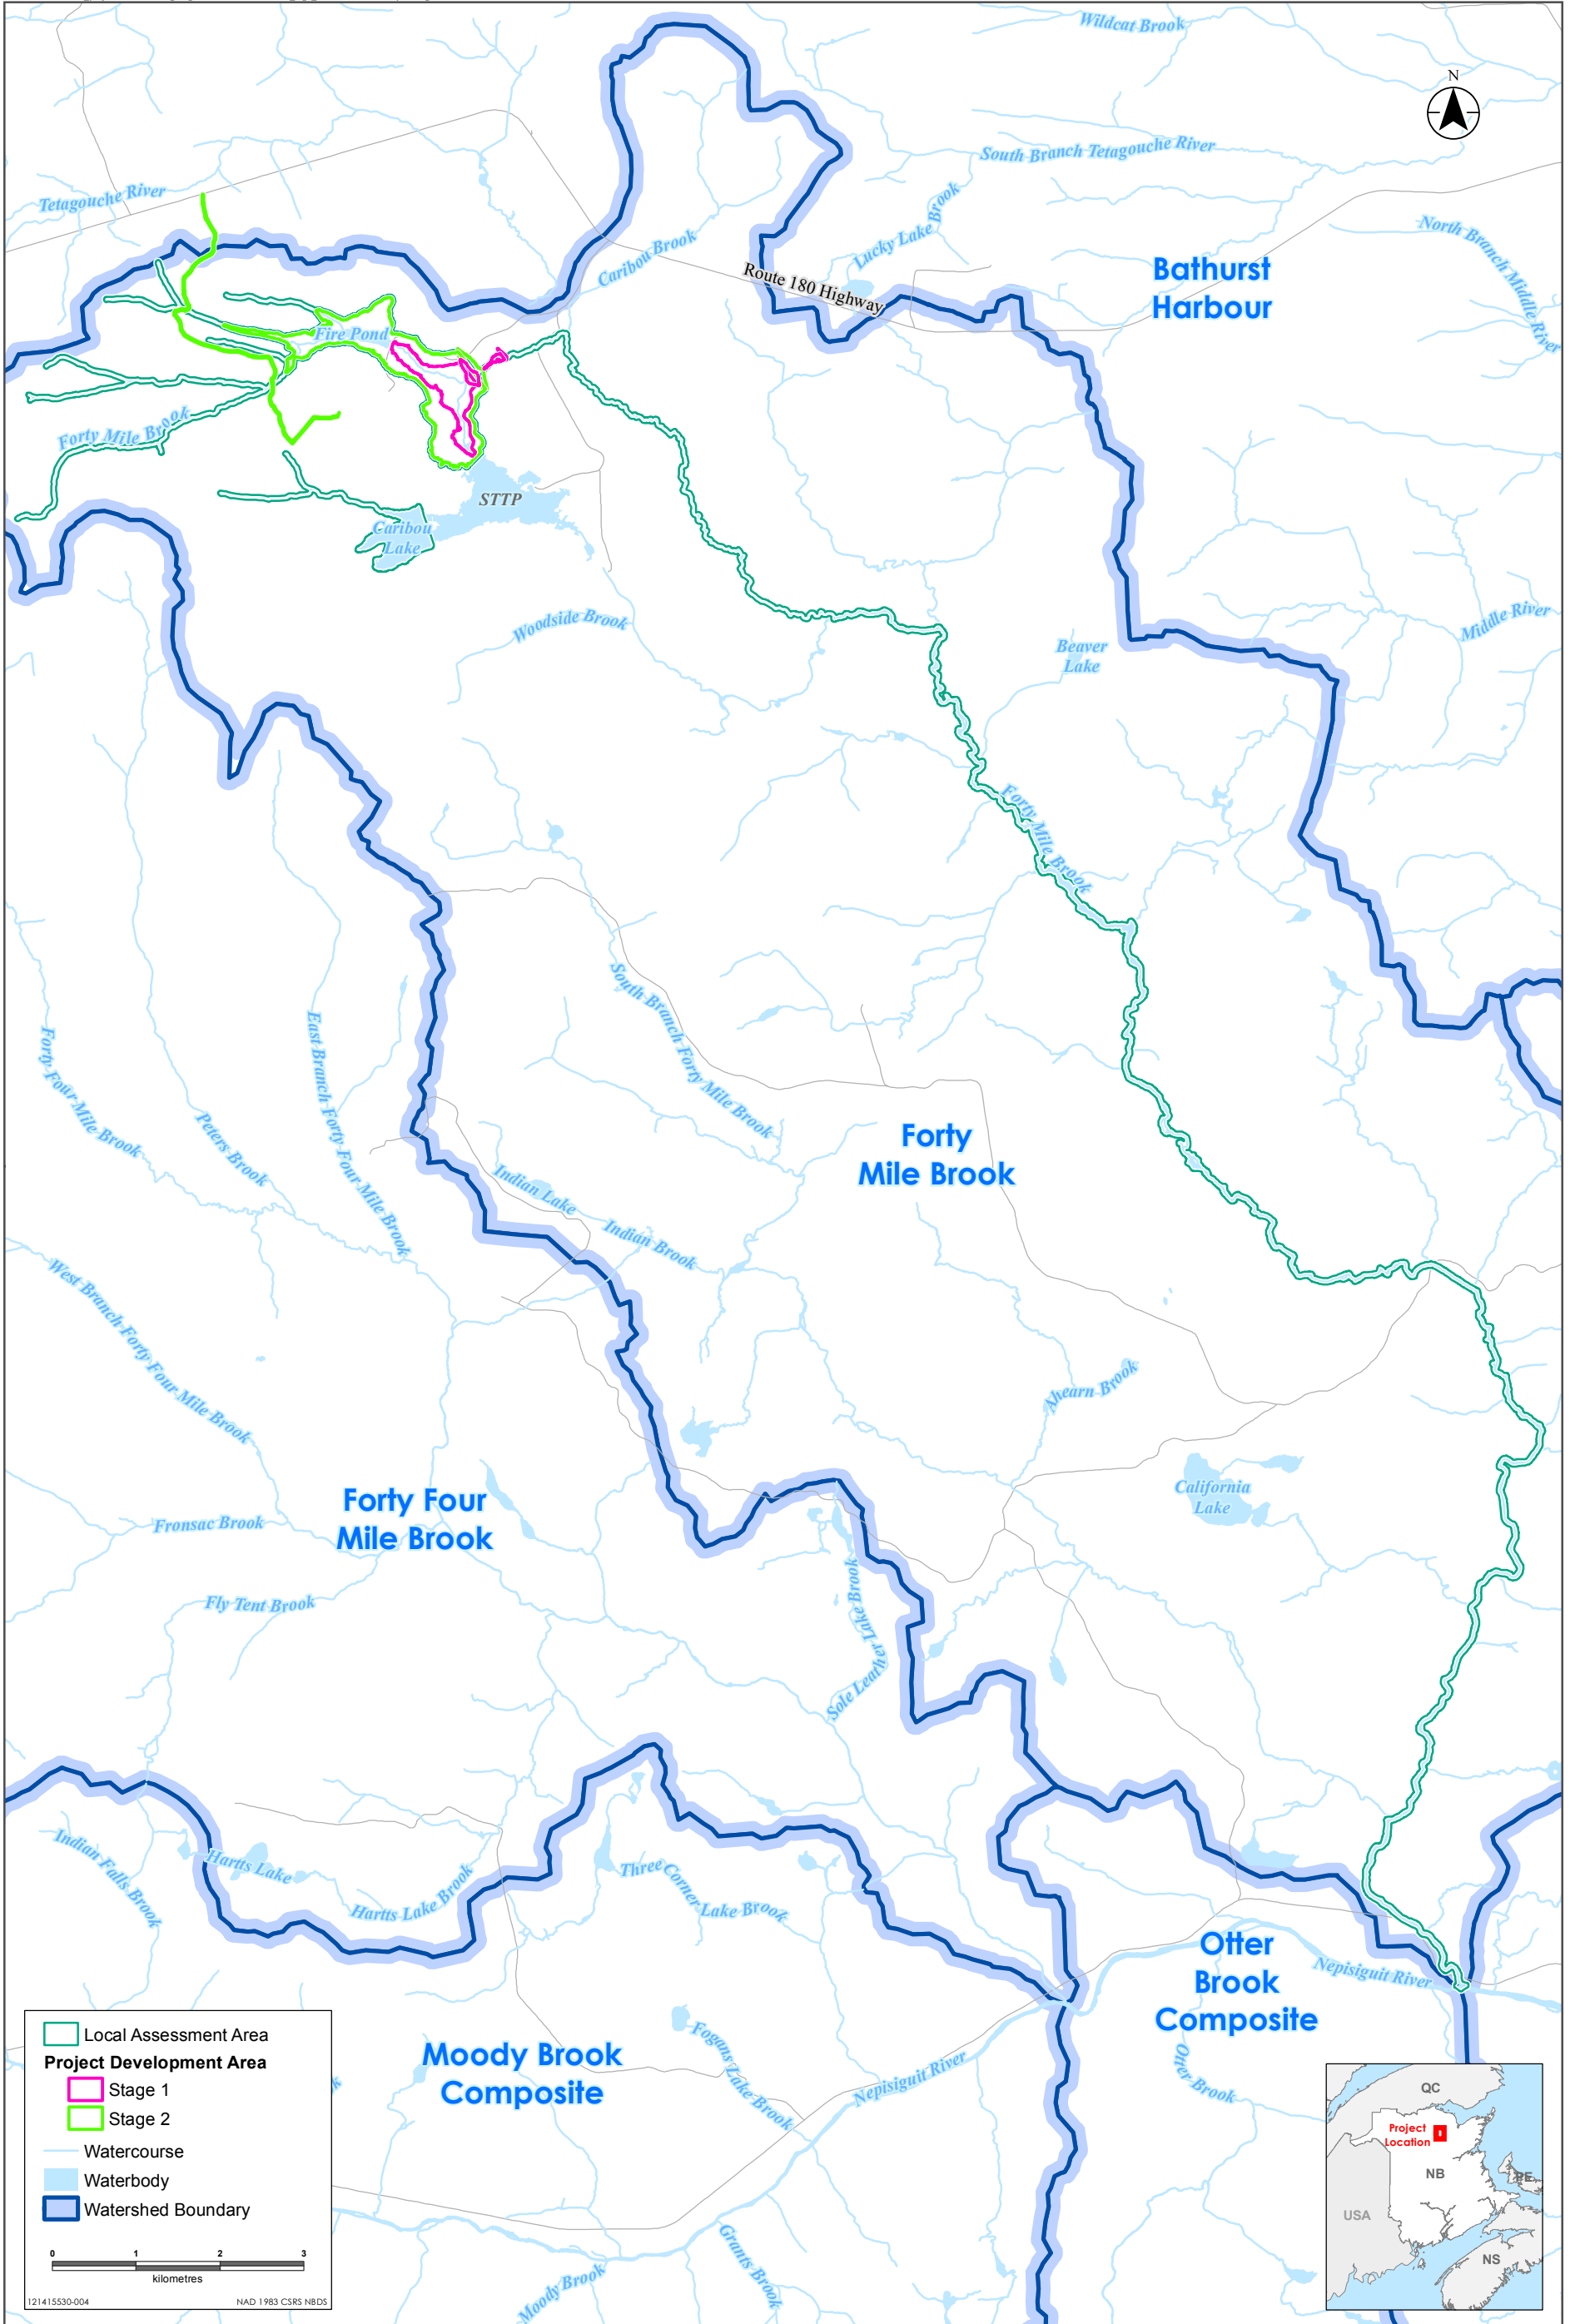 Wildcat Brook
N
South Branch Tetagouche River
Tetagouche River
Lucky Lake Brook
North Branch Middle River
Caribou Brook
Route 180 Highway
Bathurst
Harbour
Fire Pond
Forty Mile Brook
STTP
Caribou
Lake
Woodside Brook
Middle River
Beaver
Lake
Forty Mile Brook
South Branch Forty Mile Brook
Forty Four Mile Brook
Peters Brook
East Branch Forty Four Mile Brook
Forty
Mile Brook
Indian Lake
Indian Brook
West Branch Forty Four Mile Brook
Ahearn Brook
California
Lake
Forty Four
Mile Brook
Fronsac Brook
Fly Tent Brook
Sole Leather Lake Brook
Indian Falls Brook
Hartts Lake
Hartts Lake Brook
Three Corner Lake Brook
Otter
Brook
Composite
Nepisiguit River
Moody Brook
Composite
Fogans Lake Brook
Nepisiguit River
Otter Brook
Grants Brook
Moody Brook
Local Assessment Area
Project Development Area
Stage 1
Stage 2
Watercourse
Waterbody
Watershed Boundary
0 1 2 3
kilometres
121415530-004 NAD 1983 CSRS NBDS
QC
Project
Location
NB
PE
USA
NS